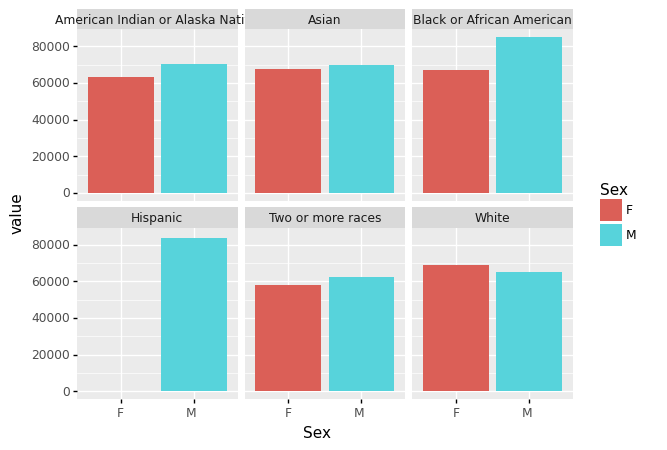 American Indian or Alaska Nati
Asian
Black or African American
80000
60000
40000
20000
0
Hispanic
Two or more races
White
80000
60000
40000
20000
0
F
M
F
M
F
M
Sex
value
Sex
F
M